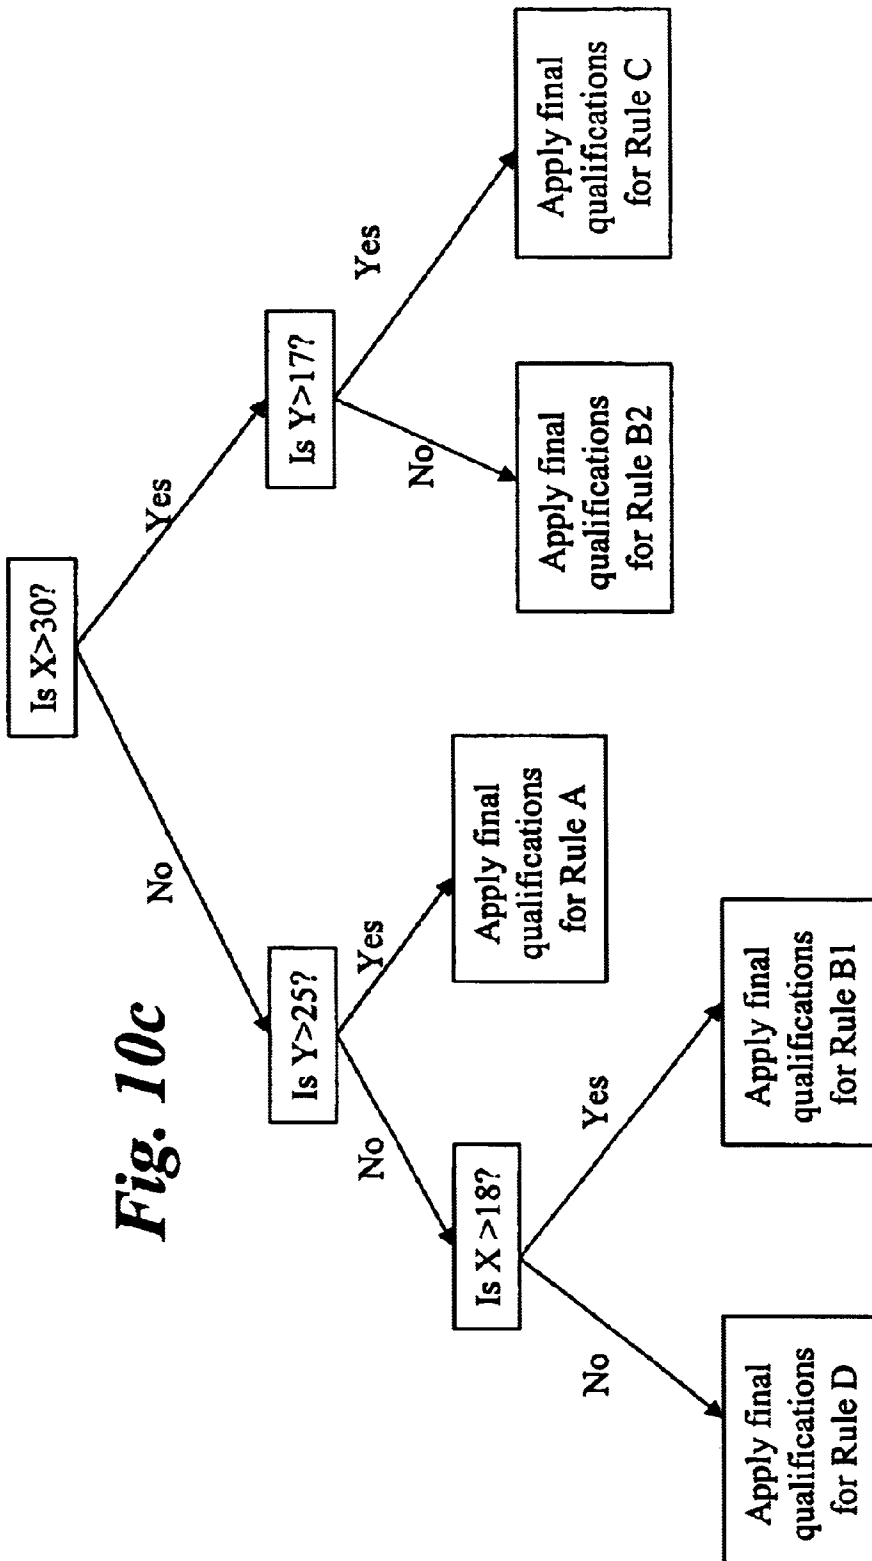 Fig. 10c
Is X>30?
No
Yes
Is Y>25?
Is Y>17?
No
Yes
No
Yes
Is X >18?
Apply final
qualifications
for Rule A
Apply final
qualifications
for Rule B2
Apply final
qualifications
for Rule C
No
Yes
Apply final
qualifications
for Rule D
Apply final
qualifications
for Rule B1